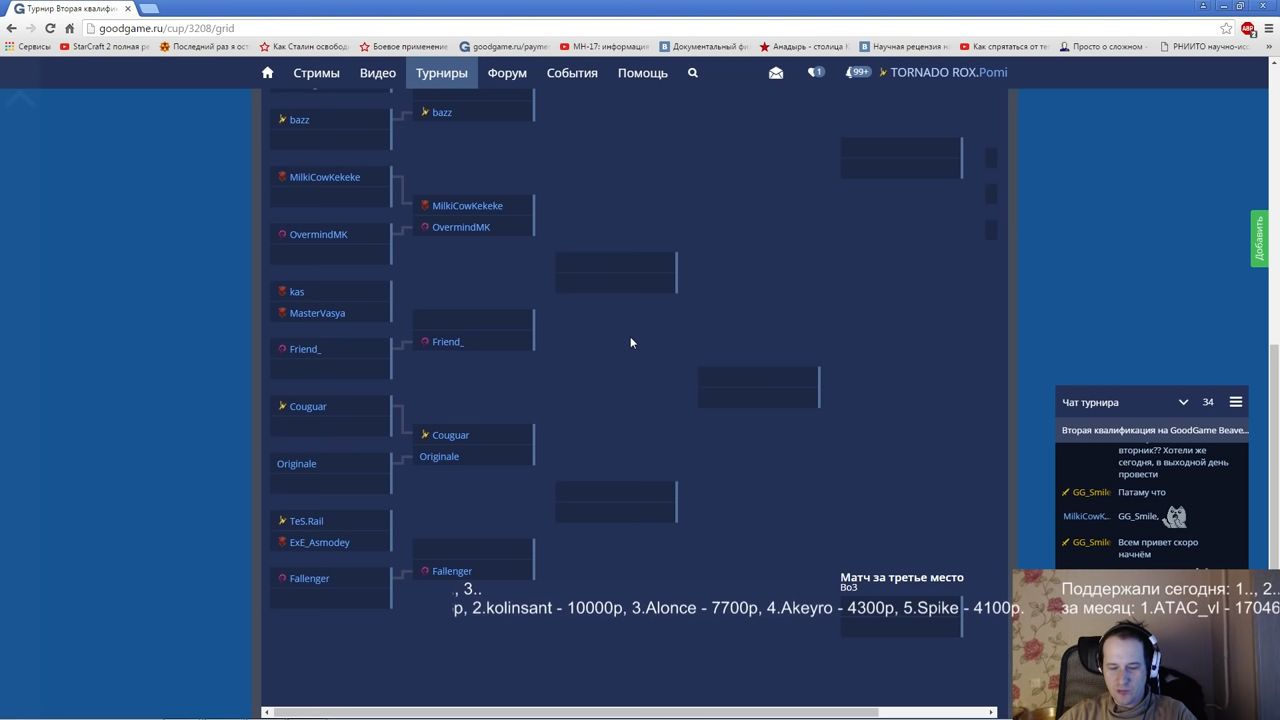 Турнир Вторая квалифик
goodgame.ru/cup/3208/grid
Сервисы
StarCraft 2 полная ре
Последний раз я ост
Как Сталин освобод
Боевое применение
goodgame.ru/payme
МН-17: информация
Документальный фи
Анадырь - столица
Научная рецензия н
Как спрятаться от те
Просто о сложном -
РНИИТО научно-исс
Стримы
Видео
Турниры
Форум
События
Помощь
1
99+
TORNADO ROX.Pomi
bazz
bazz
MilkiCowKekeke
MilkiCowKekeke
OvermindMK
OvermindMK
kas
MasterVasya
Friend_
Friend_
Couguar
Couguar
Originale
Originale
TeS.Rail
ExE_Asmodey
Fallenger
Fallenger
Матч за третье место
Bo3
Добавить
Чат турнира
34
Вторая квалификация на GoodGame Beave...
вторник?? Хотели же
сегодня, в выходной день
провести
GG_Smile
Патаму что
MilkiCowK...
GG_Smile,
GG_Smile
Всем привет скоро
начнём
, 3..
р, 2.kolinsant - 10000р, 3.Alonce - 7700р, 4.Akeyro - 4300р, 5.Spike - 4100р.
Поддержали сегодня: 1.., 2..
за месяц: 1.ATAC_vl - 17046